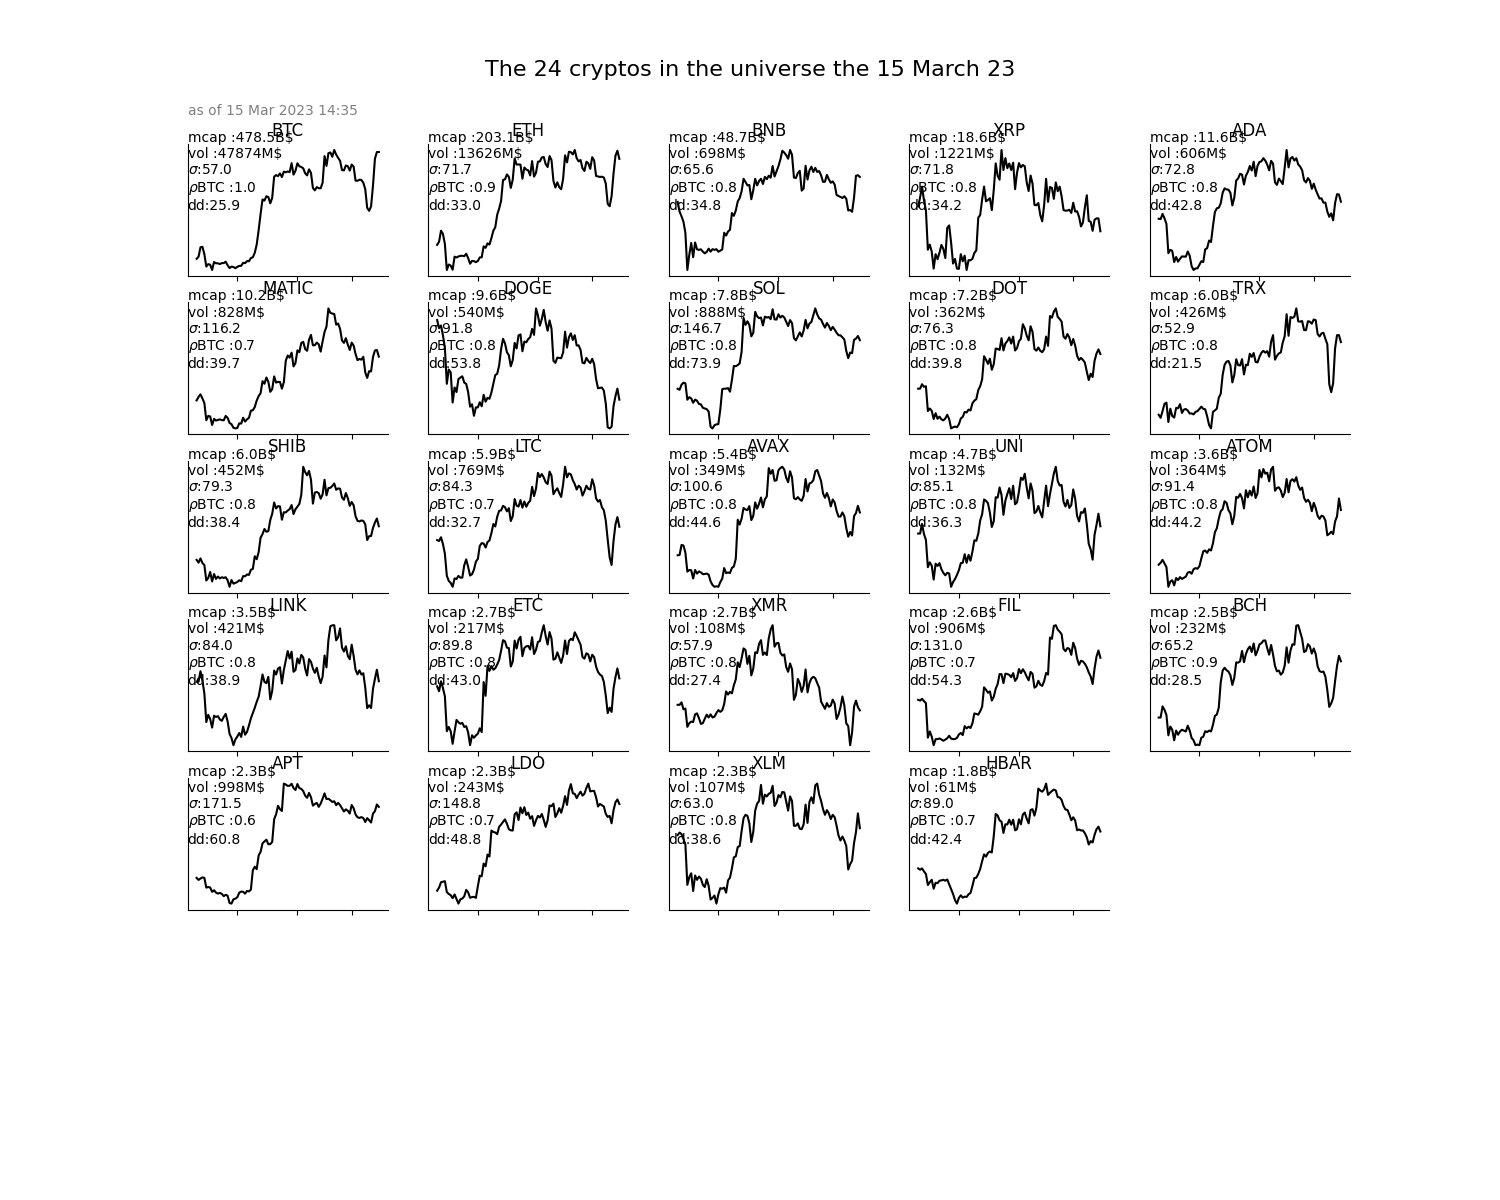 The 24 cryptos in the universe the 15 March 23
as of 15 Mar 2023 14:35
BTC
mcap :478.5B$
vol :47874M$
σ:57.0
ρBTC :1.0
dd:25.9
ETH
mcap :203.1B$
vol :13626M$
σ:71.7
ρBTC :0.9
dd:33.0
BNB
mcap :48.7B$
vol :698M$
σ:65.6
ρBTC :0.8
dd:34.8
XRP
mcap :18.6B$
vol :1221M$
σ:71.8
ρBTC :0.8
dd:34.2
ADA
mcap :11.6B$
vol :606M$
σ:72.8
ρBTC :0.8
dd:42.8
MATIC
mcap :10.2B$
vol :828M$
σ:116.2
ρBTC :0.7
dd:39.7
DOGE
mcap :9.6B$
vol :540M$
σ:91.8
ρBTC :0.8
dd:53.8
SOL
mcap :7.8B$
vol :888M$
σ:146.7
ρBTC :0.8
dd:73.9
DOT
mcap :7.2B$
vol :362M$
σ:76.3
ρBTC :0.8
dd:39.8
TRX
mcap :6.0B$
vol :426M$
σ:52.9
ρBTC :0.8
dd:21.5
SHIB
mcap :6.0B$
vol :452M$
σ:79.3
ρBTC :0.8
dd:38.4
LTC
mcap :5.9B$
vol :769M$
σ:84.3
ρBTC :0.7
dd:32.7
AVAX
mcap :5.4B$
vol :349M$
σ:100.6
ρBTC :0.8
dd:44.6
UNI
mcap :4.7B$
vol :132M$
σ:85.1
ρBTC :0.8
dd:36.3
ATOM
mcap :3.6B$
vol :364M$
σ:91.4
ρBTC :0.8
dd:44.2
LINK
mcap :3.5B$
vol :421M$
σ:84.0
ρBTC :0.8
dd:38.9
ETC
mcap :2.7B$
vol :217M$
σ:89.8
ρBTC :0.8
dd:43.0
XMR
mcap :2.7B$
vol :108M$
σ:57.9
ρBTC :0.8
dd:27.4
FIL
mcap :2.6B$
vol :906M$
σ:131.0
ρBTC :0.7
dd:54.3
BCH
mcap :2.5B$
vol :232M$
σ:65.2
ρBTC :0.9
dd:28.5
APT
mcap :2.3B$
vol :998M$
σ:171.5
ρBTC :0.6
dd:60.8
LDO
mcap :2.3B$
vol :243M$
σ:148.8
ρBTC :0.7
dd:48.8
XLM
mcap :2.3B$
vol :107M$
σ:63.0
ρBTC :0.8
dd:38.6
HBAR
mcap :1.8B$
vol :61M$
σ:89.0
ρBTC :0.7
dd:42.4